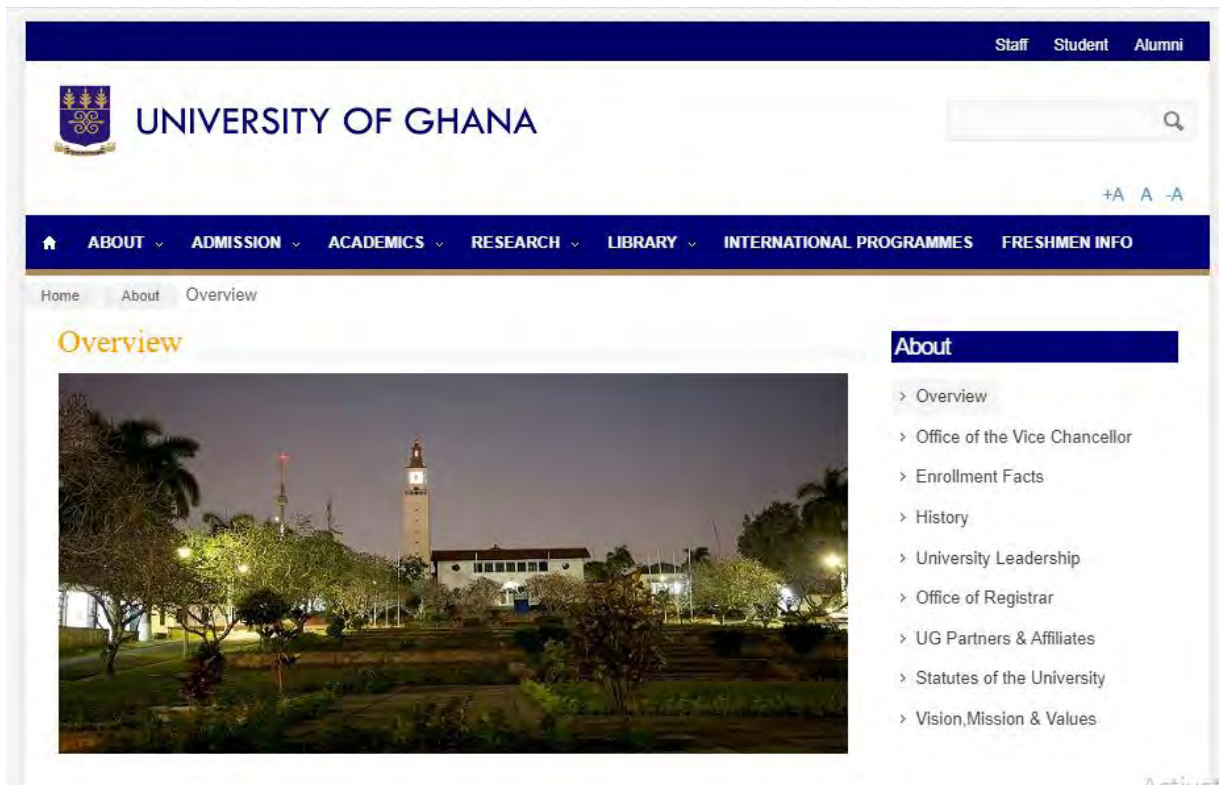 Staff Student Alumni
UNIVERSITY OF GHANA
+A A -A
ABOUT ADMISSION ACADEMICS RESEARCH LIBRARY INTERNATIONAL PROGRAMMES FRESHMEN INFO
Home About Overview
Overview
About
> Overview
> Office of the Vice Chancellor
> Enrollment Facts
> History
> University Leadership
> Office of Registrar
> UG Partners & Affiliates
> Statutes of the University
> Vision,Mission & Values